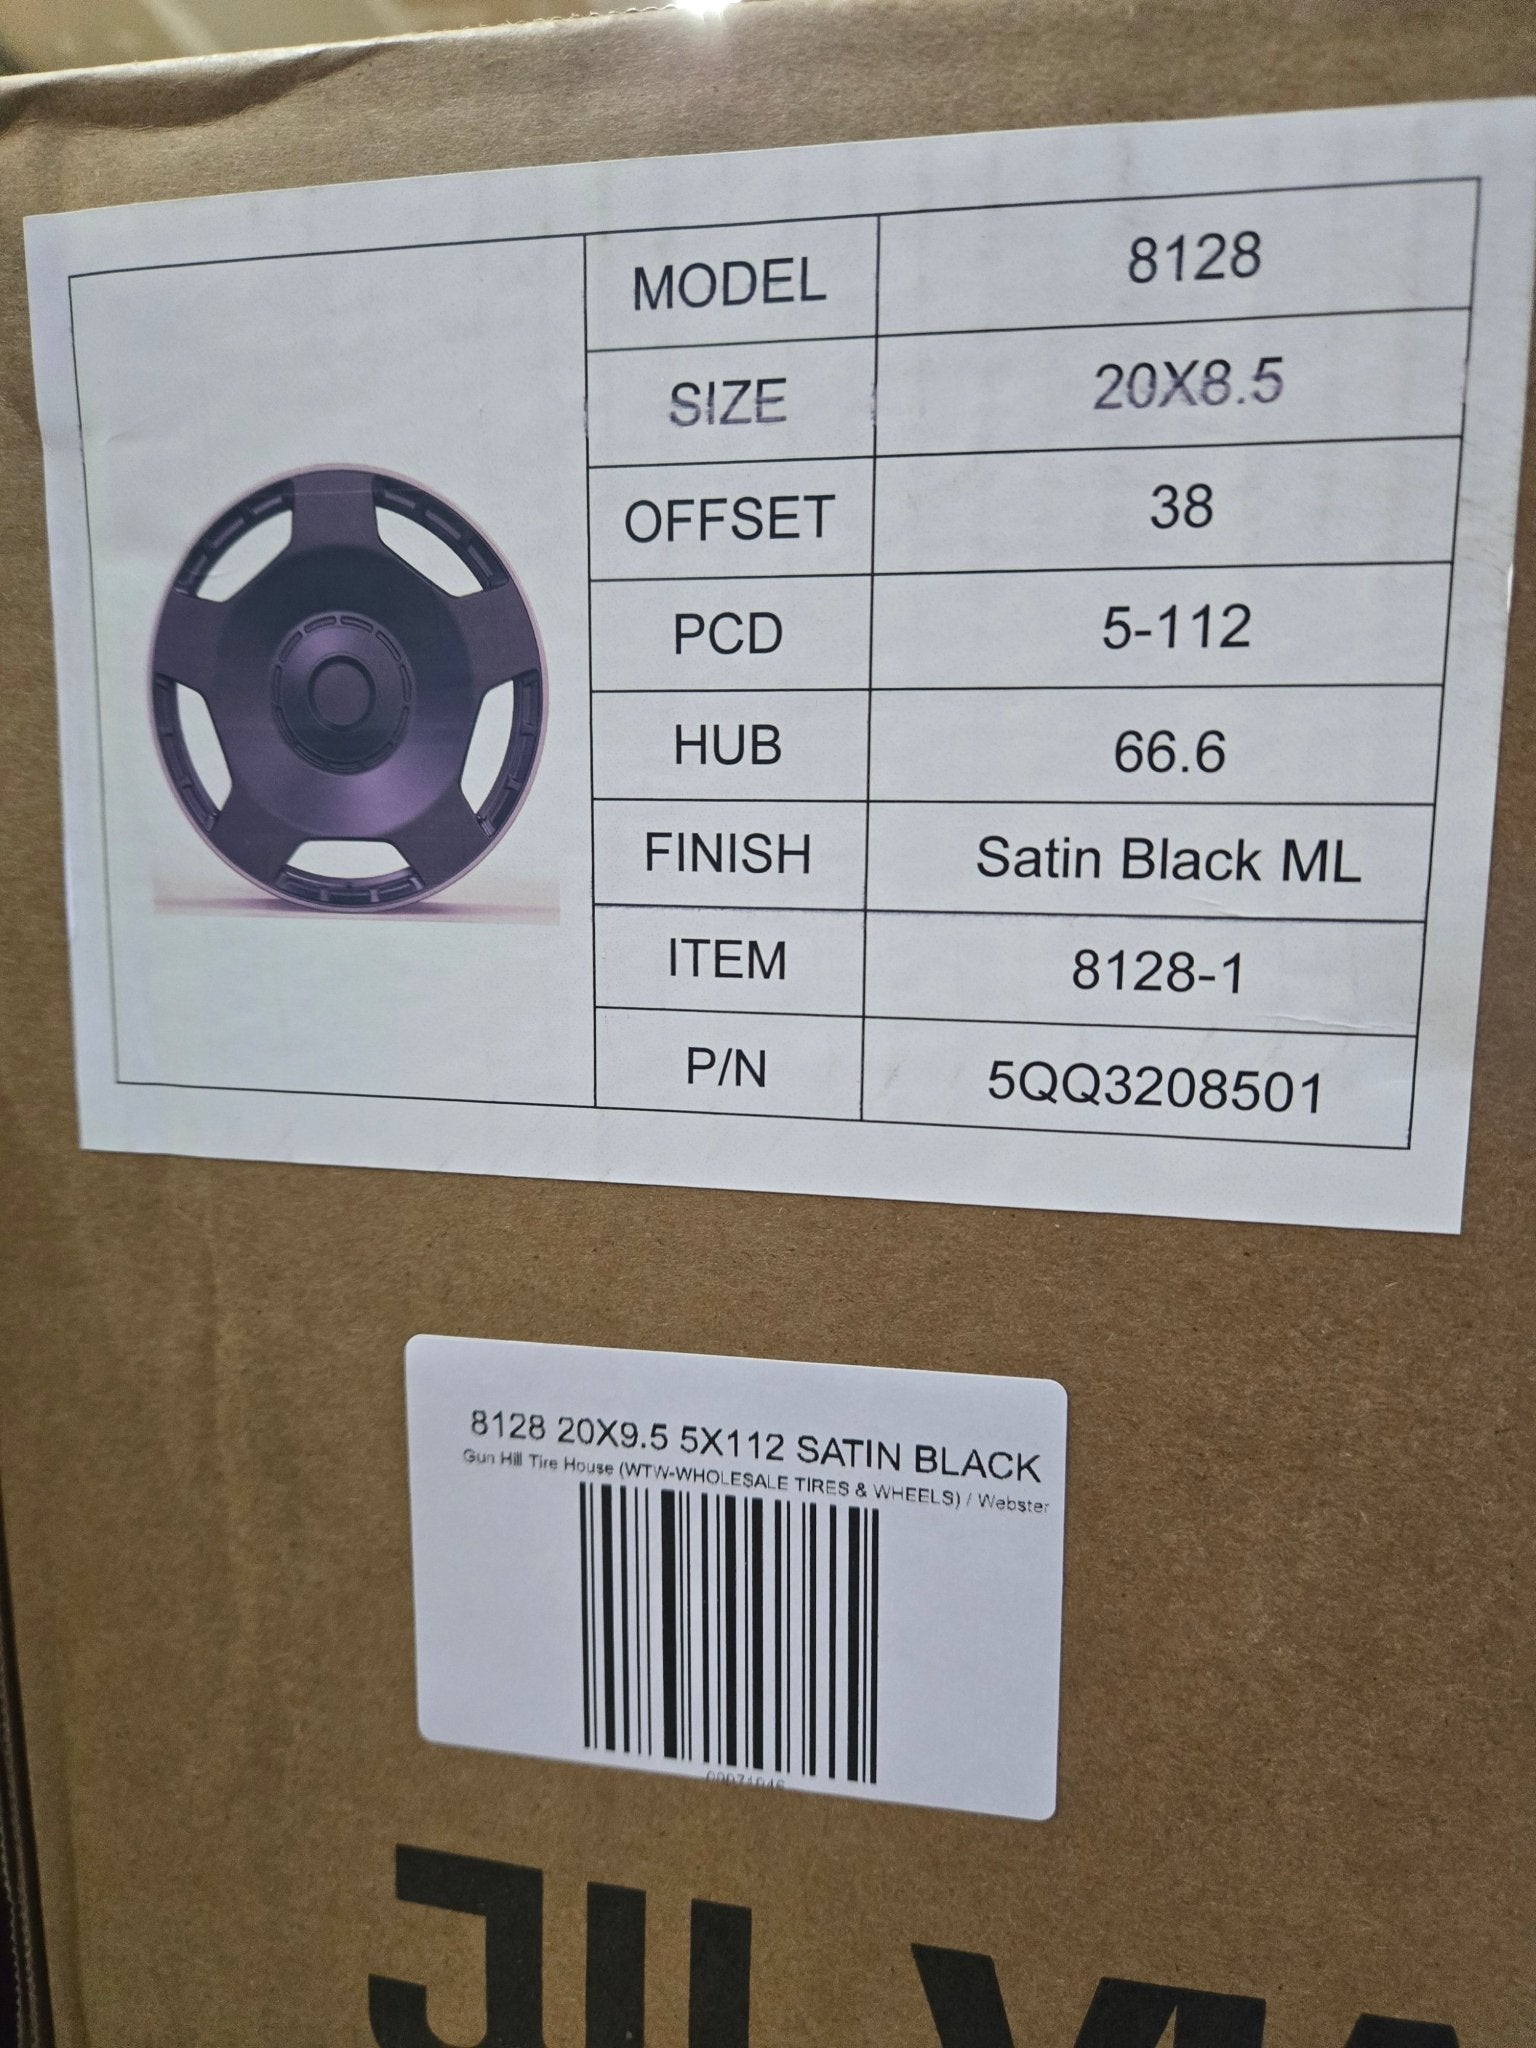 MODEL 8128
SIZE 20X8.5
OFFSET 38
PCD 5-112
HUB 66.6
FINISH Satin Black ML
ITEM 8128-1
P/N 5QQ3208501
8128 20X9.5 5X112 SATIN BLACK
Gun Hill Tire House (WTW-WHOLESALE TIRES & WHEELS) / Webster